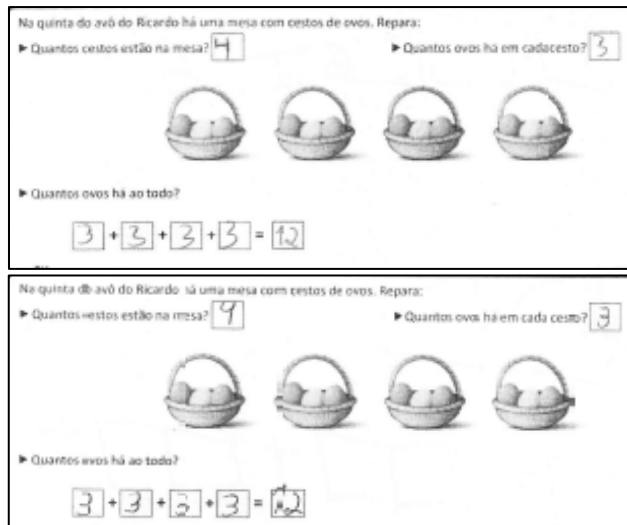 Na quinta do avô do Ricardo há uma mesa com cestos de ovos. Repara:
▶ Quantos cestos estão na mesa? 4 ▶ Quantos ovos há em cadacesto? 3
▶ Quantos ovos há ao todo?
3 + 3 + 3 + 3 = 12
Na quinta do avô do Ricardo há uma mesa com cestos de ovos. Repara:
▶ Quantos cestos estão na mesa? 4 ▶ Quantos ovos há em cada cesto? 3
▶ Quantos ovos há ao todo?
3 + 3 + 3 + 3 = 12